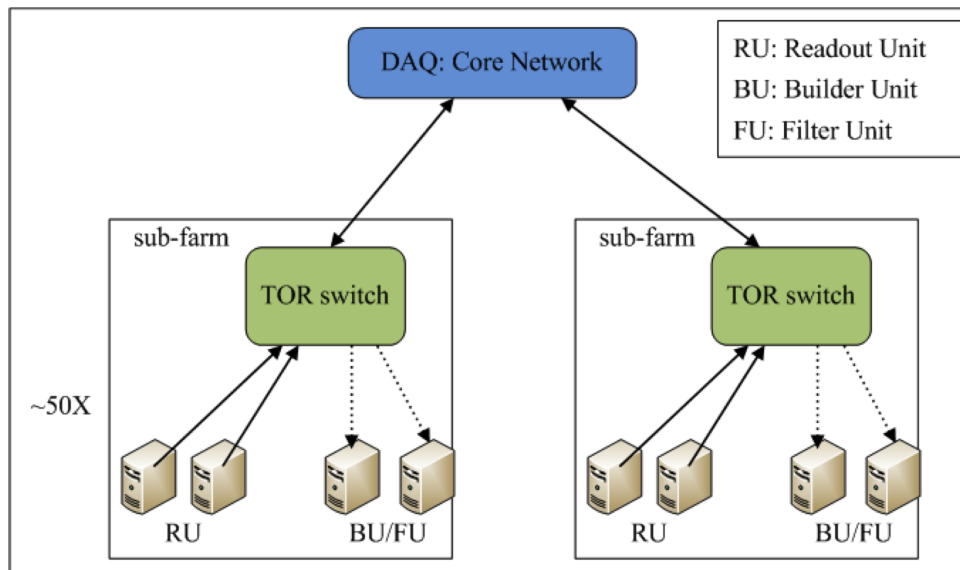 DAQ: Core Network
RU: Readout Unit
BU: Builder Unit
FU: Filter Unit
sub-farm
TOR switch
sub-farm
TOR switch
~50X
RU
BU/FU
RU
BU/FU